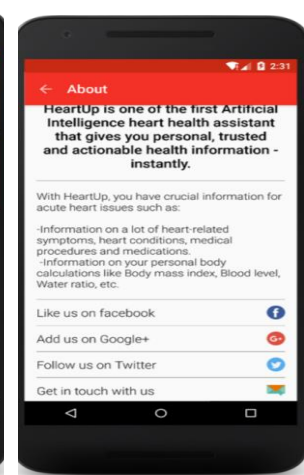 2:31
About
HeartUp is one of the first Artificial
Intelligence heart health assistant
that gives you personal, trusted
and actionable health information -
instantly.
With HeartUp, you have crucial information for
acute heart issues such as:
-Information on a lot of heart-related
symptoms, heart conditions, medical
procedures and medications.
-Information on your personal body
calculations like Body mass index, Blood level,
Water ratio, etc.
Like us on facebook
f
Add us on Google+
G+
Follow us on Twitter
Get in touch with us